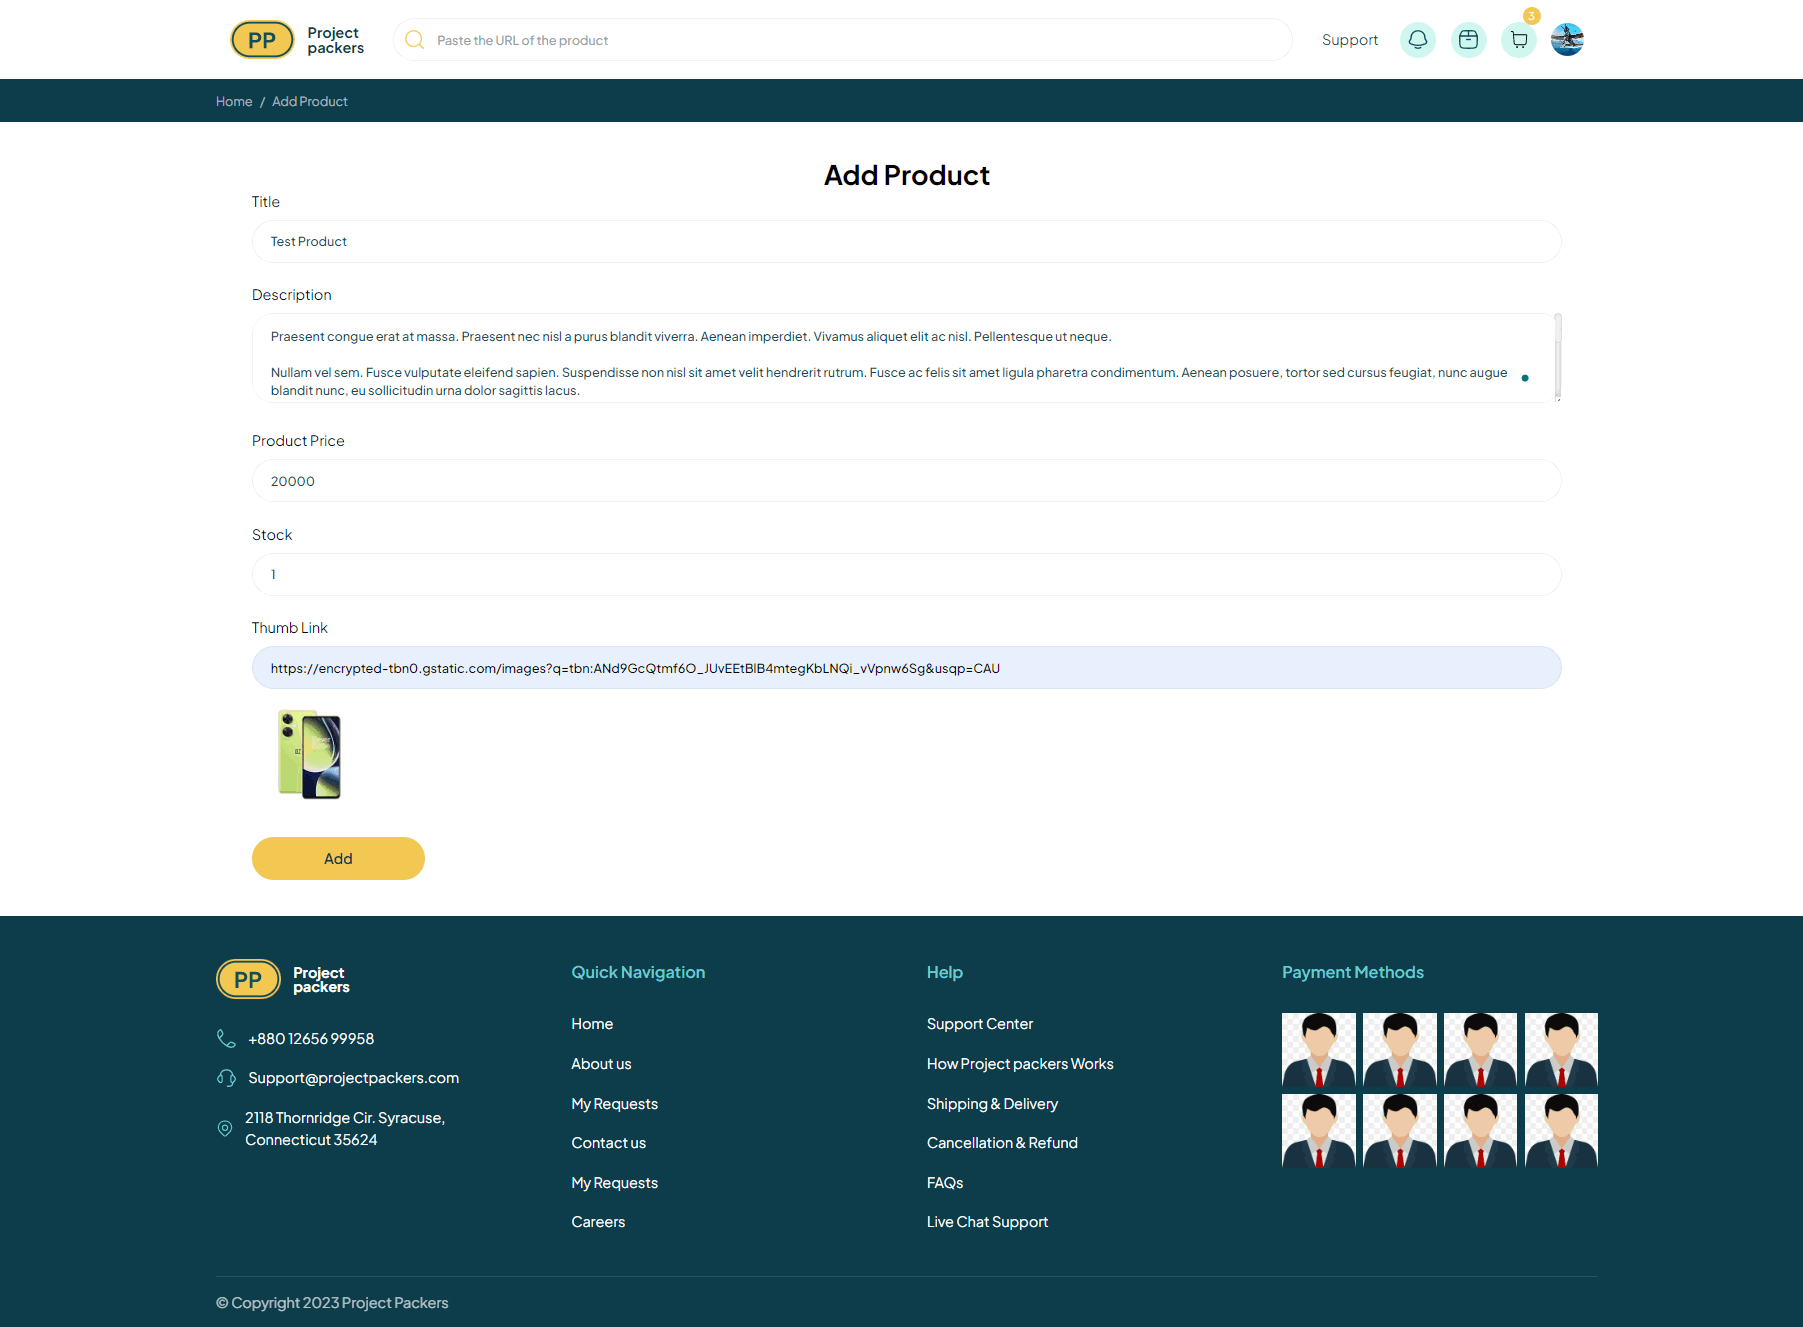 PP Project packers
Paste the URL of the product
Support
3
Home / Add Product
Add Product
Title
Test Product
Description
Praesent congue erat at massa. Praesent nec nisl a purus blandit viverra. Aenean imperdiet. Vivamus aliquet elit ac nisl. Pellentesque ut neque.
Nullam vel sem. Fusce vulputate eleifend sapien. Suspendisse non nisl sit amet velit hendrerit rutrum. Fusce ac felis sit amet ligula pharetra condimentum. Aenean posuere, tortor sed cursus feugiat, nunc augue
blandit nunc, eu sollicitudin urna dolor sagittis lacus.
Product Price
20000
Stock
1
Thumb Link
https://encrypted-tbn0.gstatic.com/images?q=tbn:ANd9GcQtmf6O_JUvEEtBlB4mtegKbLNQi_vVpnw6Sg&usqp=CAU
Add
PP Project packers
+880 12656 99958
Support@projectpackers.com
2118 Thornridge Cir. Syracuse,
Connecticut 35624
Quick Navigation
Home
About us
My Requests
Contact us
My Requests
Careers
Help
Support Center
How Project packers Works
Shipping & Delivery
Cancellation & Refund
FAQs
Live Chat Support
Payment Methods
© Copyright 2023 Project Packers